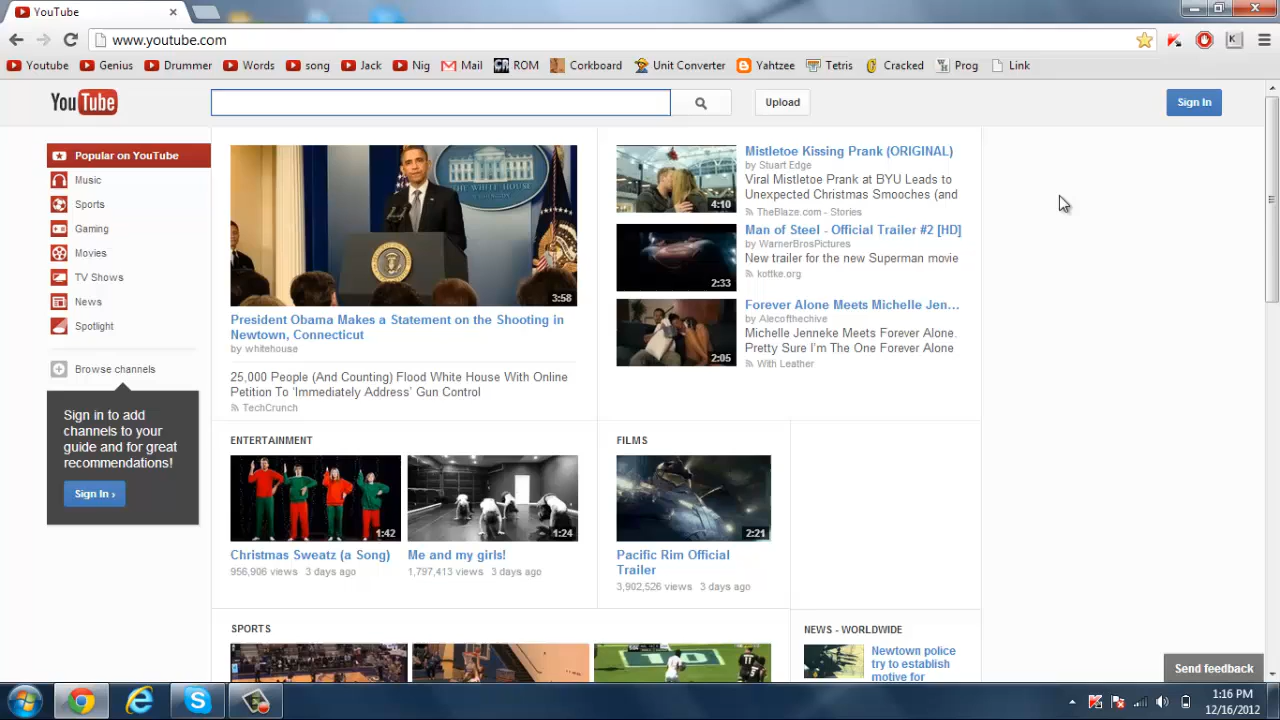 YouTube
www.youtube.com
Youtube Genius Drummer Words song Jack Nig Mail ROM Corkboard Unit Converter Yahtzee Tetris Cracked Prog Link
YouTube
Upload
Sign In
Popular on YouTube
Music
Sports
Gaming
Movies
TV Shows
News
Spotlight
Browse channels
Sign in to add
channels to your
guide and for great
recommendations!
Sign In ›
THE WHITE HOUSE
3:58
President Obama Makes a Statement on the Shooting in
Newtown, Connecticut
by whitehouse
25,000 People (And Counting) Flood White House With Online
Petition To 'Immediately Address' Gun Control
TechCrunch
4:10
Mistletoe Kissing Prank (ORIGINAL)
by Stuart Edge
Viral Mistletoe Prank at BYU Leads to
Unexpected Christmas Smooches (and
TheBlaze.com - Stories
2:33
Man of Steel - Official Trailer #2 [HD]
by WarnerBrosPictures
New trailer for the new Superman movie
kottke.org
2:05
Forever Alone Meets Michelle Jen...
by Alecofthechive
Michelle Jenneke Meets Forever Alone.
Pretty Sure I'm The One Forever Alone
With Leather
ENTERTAINMENT
1:42
Christmas Sweatz (a Song)
956,906 views 3 days ago
1:24
Me and my girls!
1,797,413 views 3 days ago
FILMS
2:21
Pacific Rim Official
Trailer
3,902,526 views 3 days ago
SPORTS
NEWS - WORLDWIDE
Newtown police
try to establish
motive for
Send feedback
1:16 PM
12/16/2012